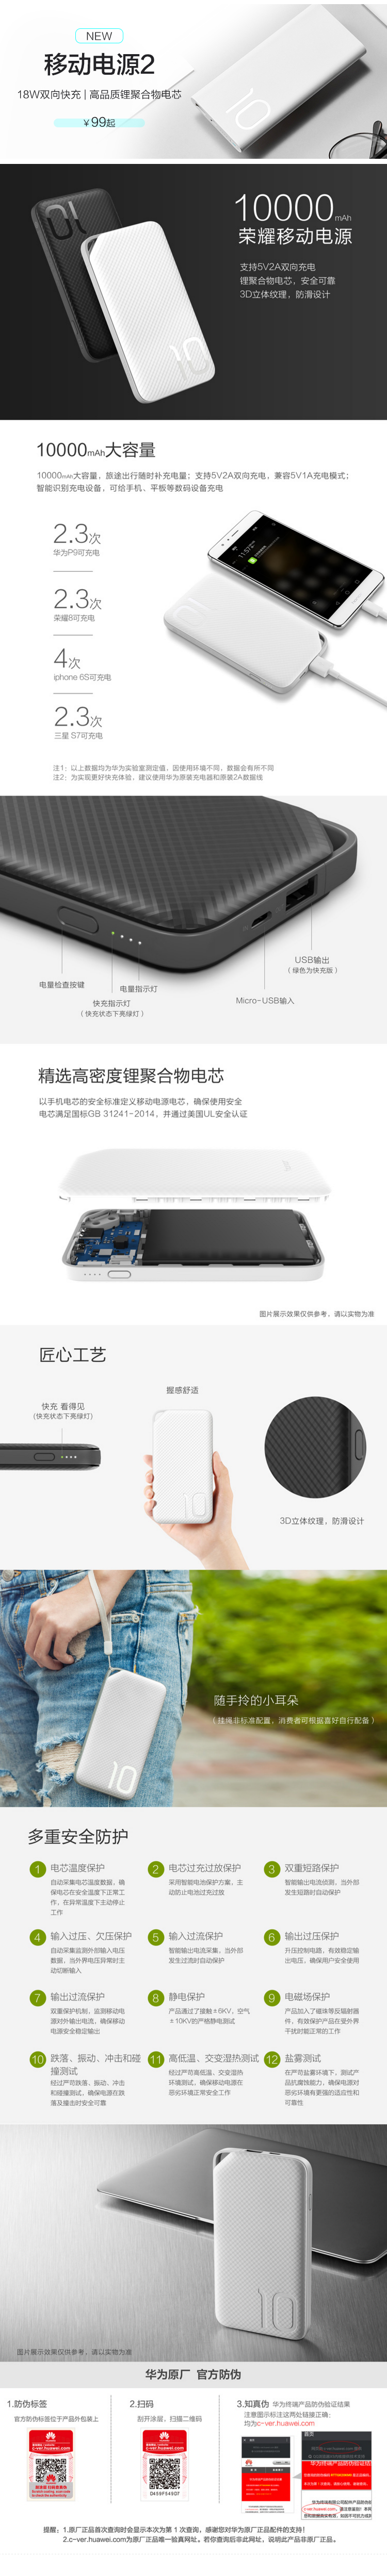 NEW
移动电源2
18W双向快充 | 高品质锂聚合物电芯
￥99起
10
10000 mAh
荣耀移动电源
支持5V2A双向充电
锂聚合物电芯，安全可靠
3D立体纹理，防滑设计
10
10
10000mAh大容量
10000mAh大容量，旅途出行随时补充电量；支持5V2A双向充电，兼容5V1A充电模式；
智能识别充电设备，可给手机、平板等数码设备充电
2.3次
华为P9可充电
2.3次
荣耀8可充电
4次
iphone 6S可充电
2.3次
三星 S7可充电
10
注1：以上数据均为华为实验室测定值，因使用环境不同，数据会有所不同
注2：为实现更好快充体验，建议使用华为原装充电器和原装2A数据线
USB输出
（绿色为快充版）
电量检查按键
电量指示灯
Micro-USB输入
快充指示灯
（快充状态下亮绿灯）
精选高密度锂聚合物电芯
以手机电芯的安全标准定义移动电源电芯，确保使用安全
电芯满足国标GB 31241-2014，并通过美国UL安全认证
图片展示效果仅供参考，请以实物为准
匠心工艺
快充 看得见
(快充状态下亮绿灯)
握感舒适
10
3D立体纹理，防滑设计
随手拎的小耳朵
（挂绳非标准配置，消费者可根据喜好自行配备）
10
多重安全防护
1 电芯温度保护
自动采集电芯温度数据，确
保电芯在安全温度下正常工
作，在异常温度下主动停止
工作
2 电芯过充过放保护
采用智能电池保护方案，主
动防止电池过充过放
3 双重短路保护
智能输出电流侦测，当外部
发生短路时自动保护
4 输入过压、欠压保护
自动采集监测外部输入电压
数据，当外界电压异常时主
动切断输入
5 输入过流保护
智能输出电流采集，当外部
发生过流时自动保护
6 输出过压保护
升压控制电路，有效稳定输
出电压，确保用户安全使用
7 输出过流保护
双重保护机制，监测移动电
源对外输出电流，确保移动
电源安全稳定输出
8 静电保护
产品通过了接触±6KV，空气
±10KV的严格静电测试
9 电磁场保护
产品加入了磁珠等反辐射器
件，有效保护产品在受外界
干扰时能正常的工作
10 跌落、振动、冲击和碰
撞测试
经过严苛跌落、振动、冲击
和碰撞测试，确保电源在跌
落及撞击时安全可靠
11 高低温、交变湿热测试
经过严苛高低温、交变湿热
环境测试，确保移动电源在
恶劣环境正常安全工作
12 盐雾测试
在严苛盐雾环境下，测试产
品抗腐蚀能力，确保电源对
恶劣环境有更强的适应性和
可靠性
10
图片展示效果仅供参考，请以实物为准
华为原厂 官方防伪
1.防伪标签
官方防伪标签位于产品外包装上
2.扫码
刮开涂层，扫描二维码
D459F54507
3.知真伪 华为终端产品防伪验证结果
注意图示标注这两处链接正确：
均为c-ver.huawei.com
提醒：1.原厂正品首次查询时会显示本次为第 1 次查询，感谢您对华为原厂正品配件的支持！
2.c-ver.huawei.com为原厂正品唯一验真网址。若你查询后非此网址，说明此产品非原厂正品。